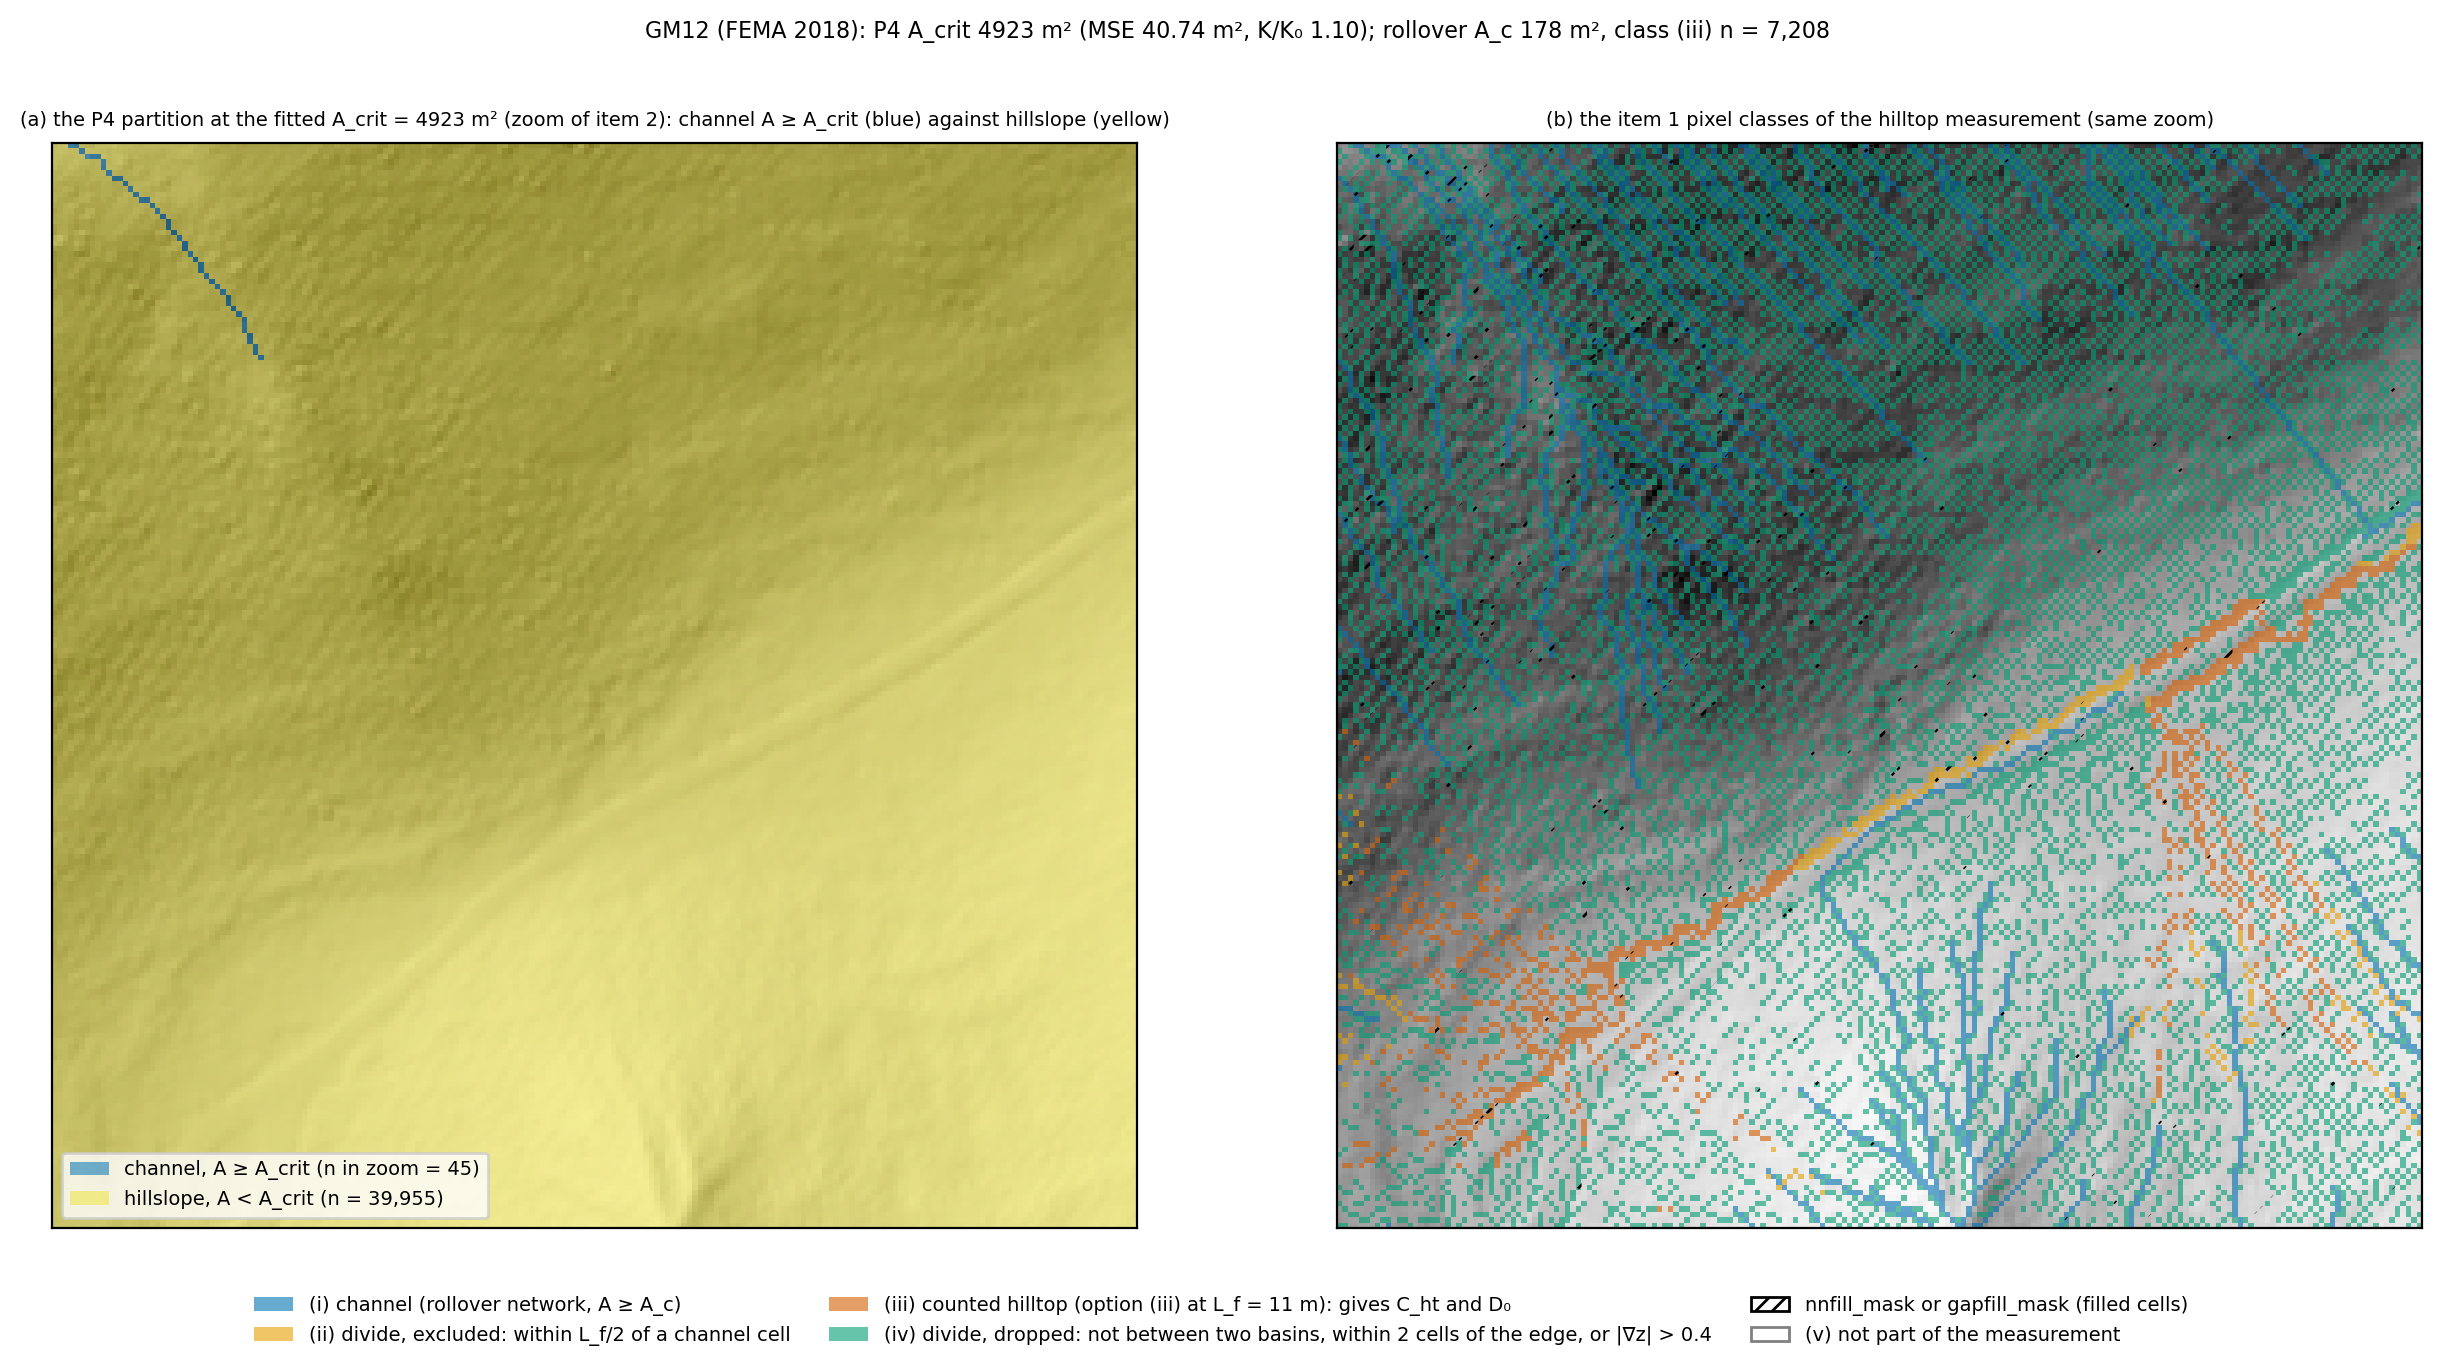 GM12 (FEMA 2018): P4 A_crit 4923 m² (MSE 40.74 m², K/K₀ 1.10); rollover A_c 178 m², class (iii) n = 7,208
(a) the P4 partition at the fitted A_crit = 4923 m² (zoom of item 2): channel A ≥ A_crit (blue) against hillslope (yellow)
(b) the item 1 pixel classes of the hilltop measurement (same zoom)
channel, A ≥ A_crit (n in zoom = 45)
hillslope, A < A_crit (n = 39,955)
(i) channel (rollover network, A ≥ A_c)
(ii) divide, excluded: within L_f/2 of a channel cell
(iii) counted hilltop (option (iii) at L_f = 11 m): gives C_ht and D₀
(iv) divide, dropped: not between two basins, within 2 cells of the edge, or |∇z| > 0.4
nnfill_mask or gapfill_mask (filled cells)
(v) not part of the measurement